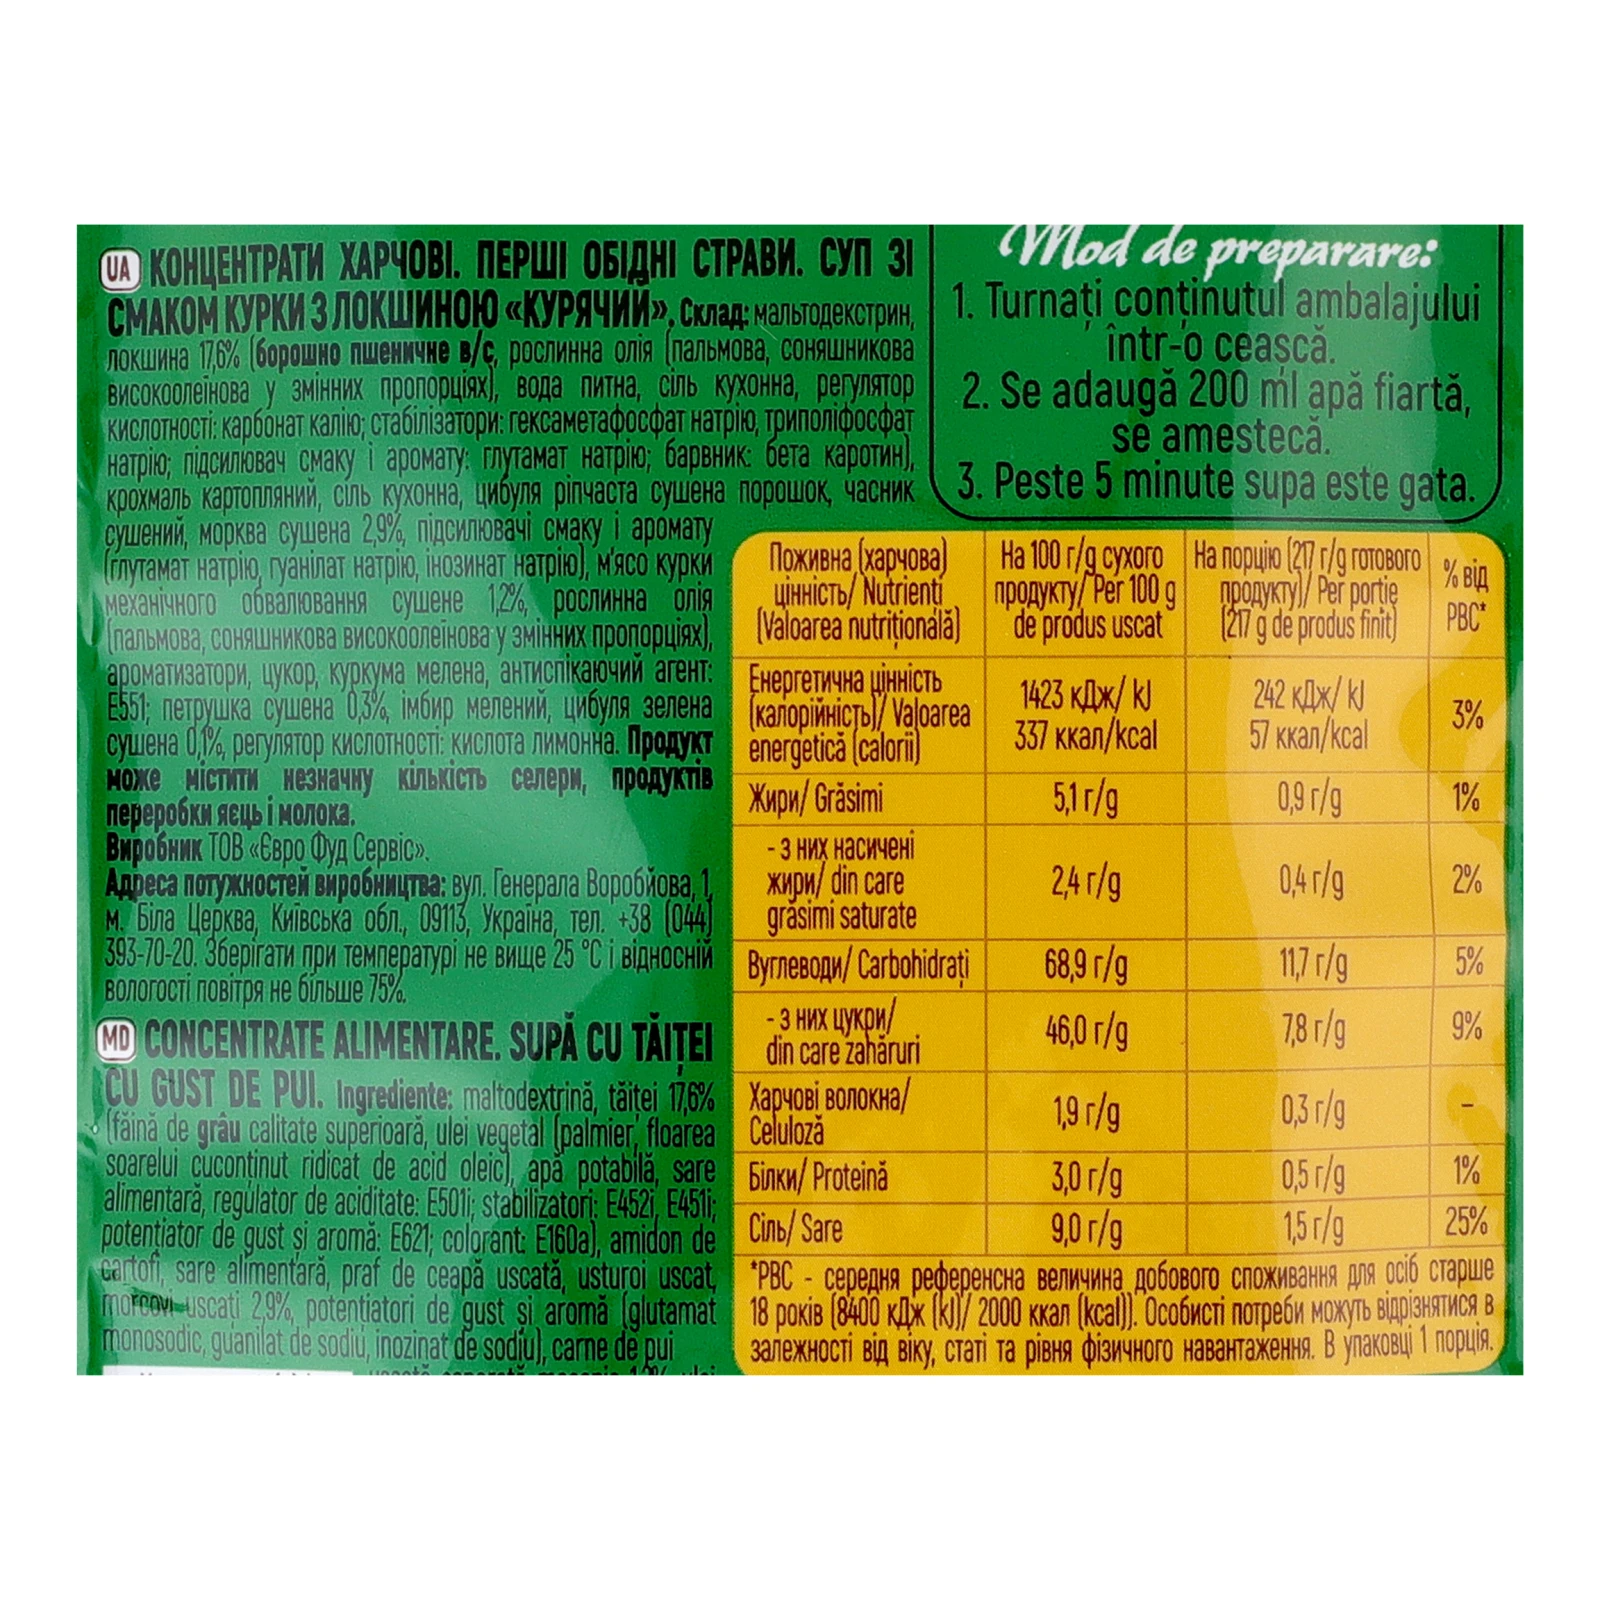 UA КОНЦЕНТРАТИ ХАРЧОВІ. ПЕРШІ ОБІДНІ СТРАВИ. СУП ЗІ
СМАКОМ КУРКИ З ЛОКШИНОЮ «КУРЯЧИЙ». Склад: мальтодекстрин,
локшина 17,6% (борошно пшеничне в/с, рослинна олія (пальмова, соняшникова
високоолеїнова у змінних пропорціях), вода питна, сіль кухонна, регулятор
кислотності: карбонат калію; стабілізатори: гексаметафосфат натрію, триполіфосфат
натрію; підсилювач смаку і аромату: глутамат натрію; барвник: бета каротин),
крохмаль картопляний, сіль кухонна, цибуля ріпчаста сушена порошок, часник
сушений, морква сушена 2,9%, підсилювачі смаку і аромату
(глутамат натрію, гуанілат натрію, інозинат натрію), м'ясо курки
механічного обвалювання сушене 1,2%, рослинна олія
(пальмова, соняшникова високоолеїнова у змінних пропорціях),
ароматизатори, цукор, куркума мелена, антиспікаючий агент:
Е551; петрушка сушена 0,3%, імбир мелений, цибуля зелена
сушена 0,1%, регулятор кислотності: кислота лимонна. Продукт
може містити незначну кількість селери, продуктів
переробки яєць і молока.
Виробник ТОВ «Євро Фуд Сервіс».
Адреса потужностей виробництва: вул. Генерала Воробйова, 1,
м. Біла Церква, Київська обл., 09113, Україна, тел. +38 (044)
393-70-20. Зберігати при температурі не вище 25 °С і відносній
вологості повітря не більше 75%.
MD CONCENTRATE ALIMENTARE. SUPĂ CU TĂIȚEI
CU GUST DE PUI. Ingrediente: maltodextrină, tăiței 17,6%
(făină de grâu calitate superioară, ulei vegetal (palmier, floarea
soarelui cuconținut ridicat de acid oleic), apă potabilă, sare
alimentară, regulator de aciditate: E501i; stabilizatori: E452i, E451i;
potențiator de gust și aromă: E621; colorant: E160a), amidon de
cartofi, sare alimentară, praf de ceapă uscată, usturoi uscat,
morcovi uscați 2,9%, potențiatori de gust și aromă (glutamat
monosodic, guanilat de sodiu, inozinat de sodiu), carne de pui
Mod de preparare:
1. Turnați conținutul ambalajului
într-o ceașcă.
2. Se adaugă 200 ml apă fiartă,
se amestecă.
3. Peste 5 minute supa este gata.
Поживна (харчова) цінність/ Nutrienți (Valoarea nutrițională) На 100 г/g сухого продукту/ Per 100 g de produs uscat На порцію (217 г/g готового продукту)/ Per porție (217 g de produs finit) % від РВС*
Енергетична цінність (калорійність)/ Valoarea energetică (calorii) 1423 кДж/ kJ 337 ккал/kcal 242 кДж/ kJ 57 ккал/kcal 3%
Жири/ Grăsimi 5,1 г/g 0,9 г/g 1%
- з них насичені жири/ din care grăsimi saturate 2,4 г/g 0,4 г/g 2%
Вуглеводи/ Carbohidrați 68,9 г/g 11,7 г/g 5%
- з них цукри/ din care zahăruri 46,0 г/g 7,8 г/g 9%
Харчові волокна/ Celuloză 1,9 г/g 0,3 г/g -
Білки/ Proteină 3,0 г/g 0,5 г/g 1%
Сіль/ Sare 9,0 г/g 1,5 г/g 25%
*РВС - середня референсна величина добового споживання для осіб старше
18 років (8400 кДж (kJ)/ 2000 ккал (kcal)). Особисті потреби можуть відрізнятися в
залежності від віку, статі та рівня фізичного навантаження. В упаковці 1 порція.